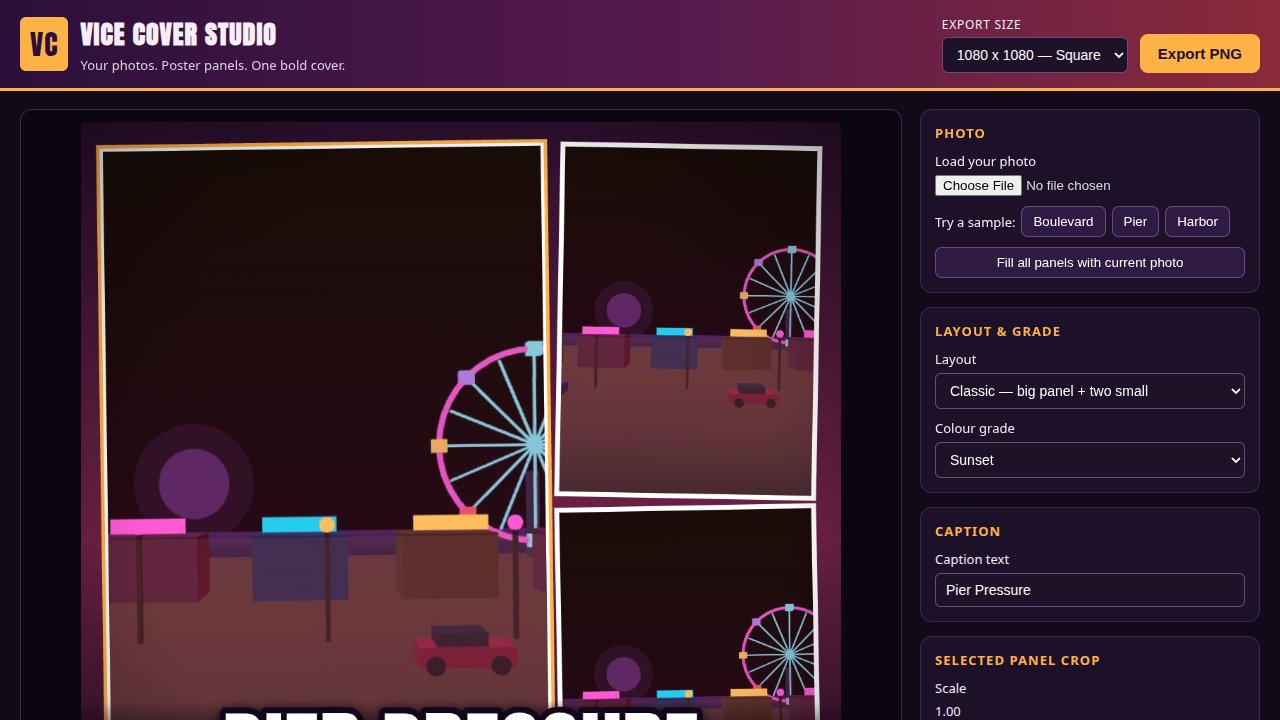 VC
VICE COVER STUDIO
Your photos. Poster panels. One bold cover.
EXPORT SIZE
1080 x 1080 — Square
Export PNG
PHOTO
Load your photo
Choose File No file chosen
Try a sample: Boulevard Pier Harbor
Fill all panels with current photo
LAYOUT & GRADE
Layout
Classic — big panel + two small
Colour grade
Sunset
CAPTION
Caption text
Pier Pressure
SELECTED PANEL CROP
Scale
1.00
PIER PRESSURE